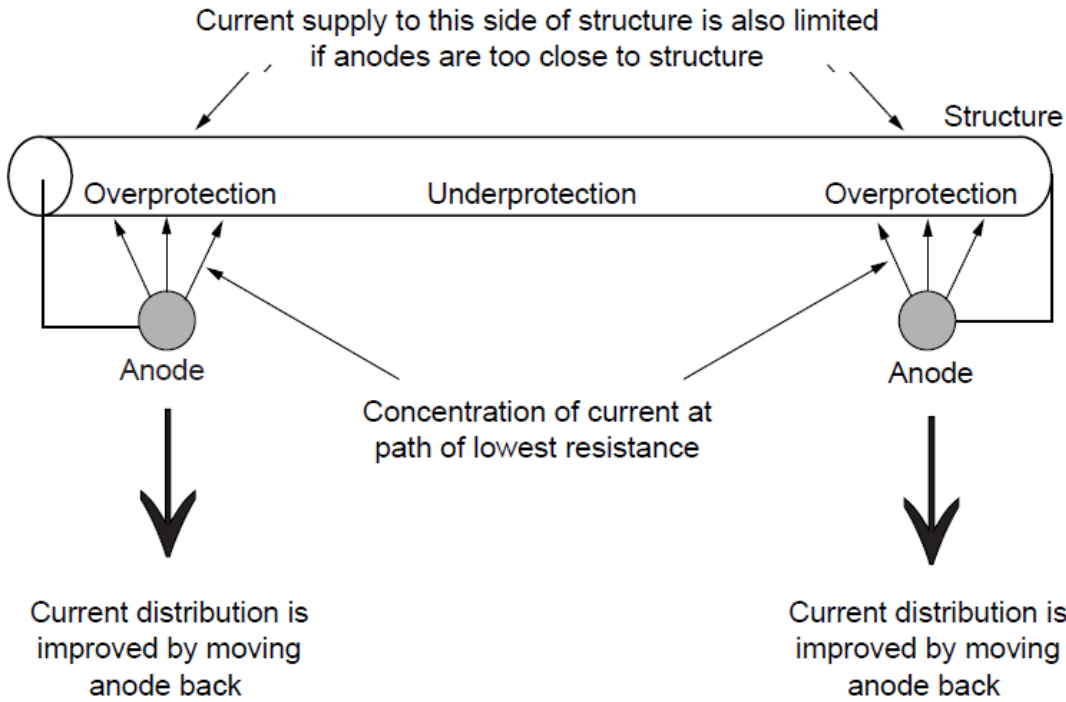 Current supply to this side of structure is also limited
if anodes are too close to structure
Structure
Overprotection
Underprotection
Overprotection
Anode
Anode
Concentration of current at
path of lowest resistance
Current distribution is
improved by moving
anode back
Current distribution is
improved by moving
anode back